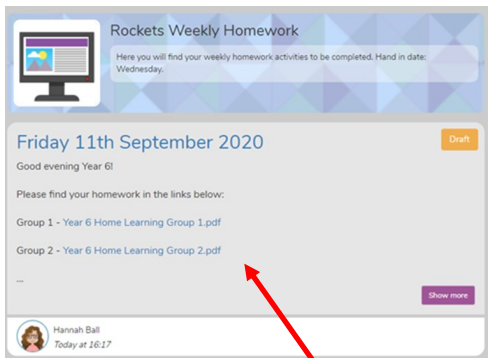 Rockets Weekly Homework
Here you will find your weekly homework activities to be completed. Hand in date:
Wednesday.
Friday 11th September 2020
Draft
Good evening Year 6!
Please find your homework in the links below:
Group 1 - Year 6 Home Learning Group 1.pdf
Group 2 - Year 6 Home Learning Group 2.pdf
...
Show more
Hannah Ball
Today at 16:17